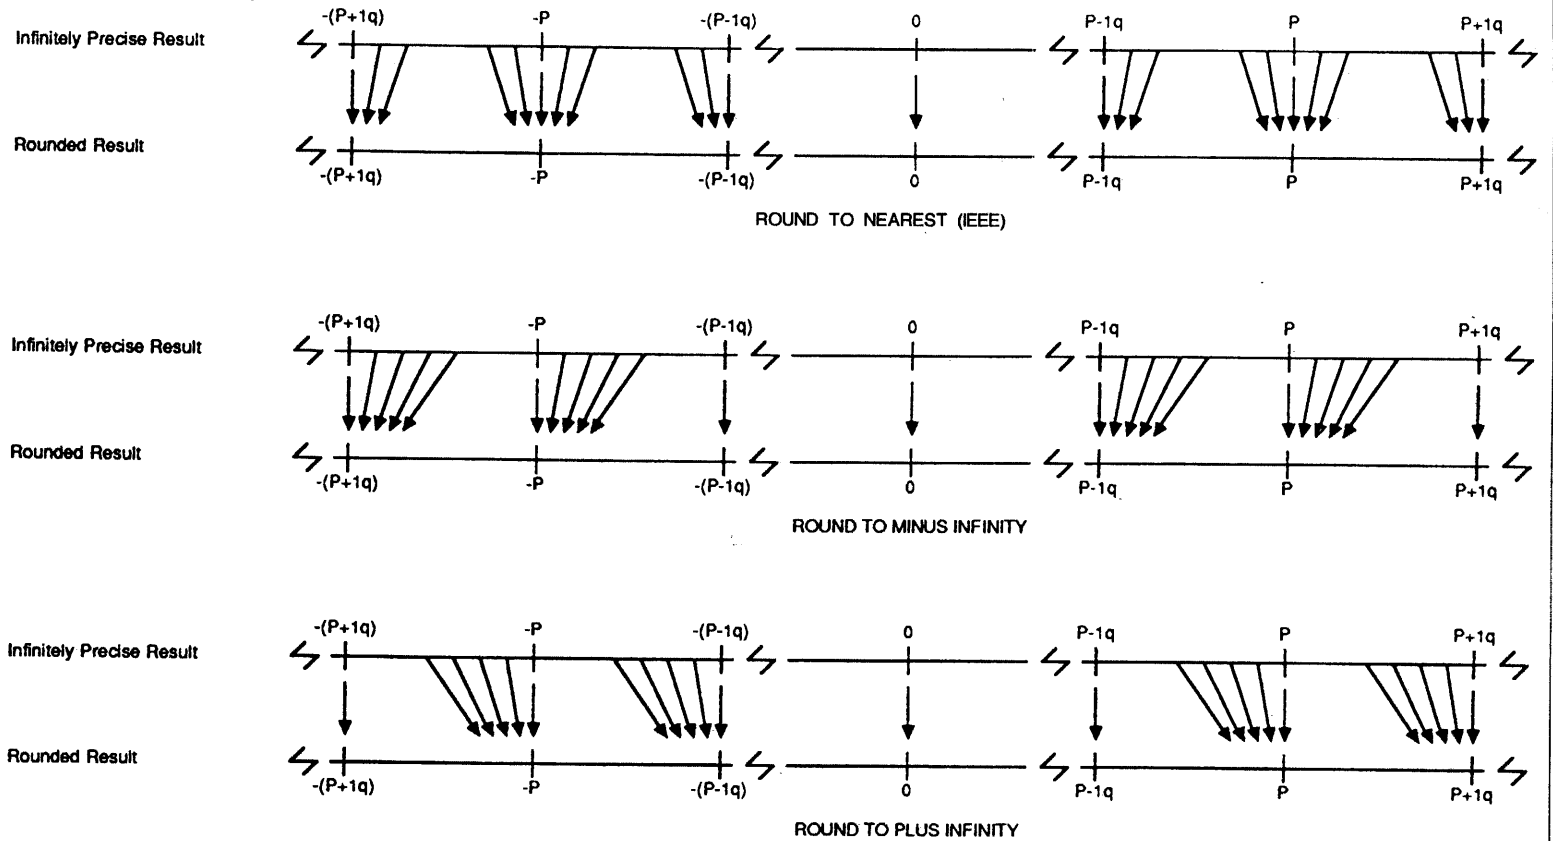 -(P+1q) -P -(P-1q) 0 P-1q P P+1q
Infinitely Precise Result
Rounded Result
-(P+1q) -P -(P-1q) 0 P-1q P P+1q
ROUND TO NEAREST (IEEE)
-(P+1q) -P -(P-1q) 0 P-1q P P+1q
Infinitely Precise Result
Rounded Result
-(P+1q) -P -(P-1q) 0 P-1q P P+1q
ROUND TO MINUS INFINITY
-(P+1q) -P -(P-1q) 0 P-1q P P+1q
Infinitely Precise Result
Rounded Result
-(P+1q) -P -(P-1q) 0 P-1q P P+1q
ROUND TO PLUS INFINITY